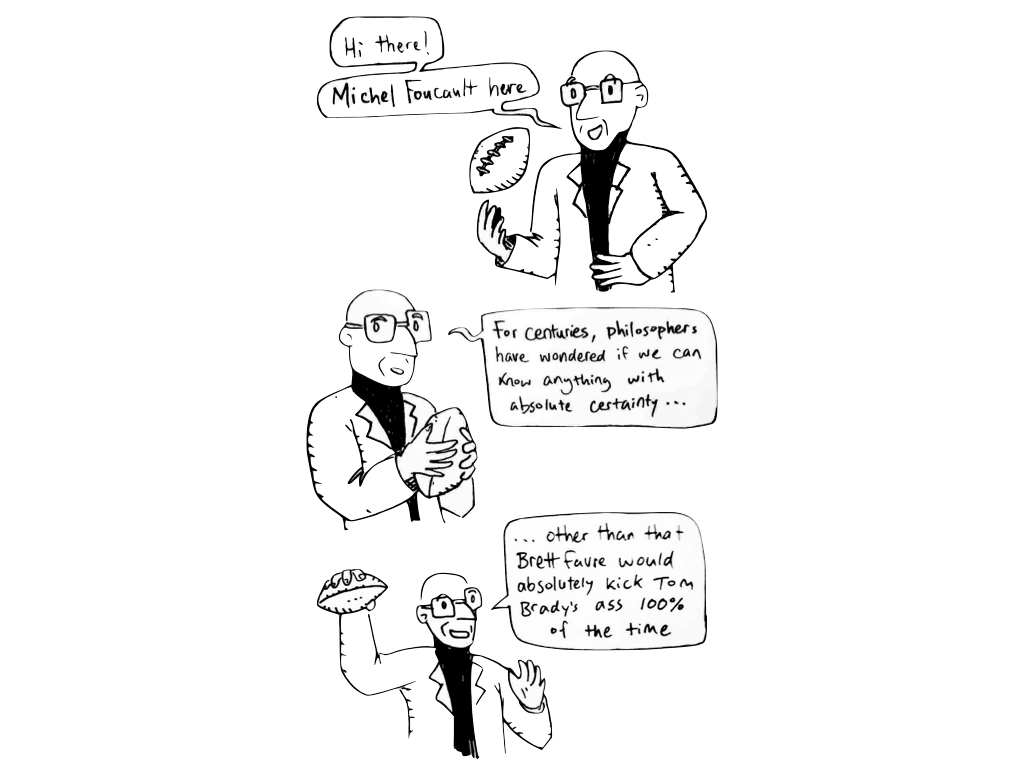 Hi there!
Michel Foucault here
For centuries, philosophers
have wondered if we can
know anything with
absolute certainty...
... other than that
Brett Favre would
absolutely kick Tom
Brady's ass 100%
of the time